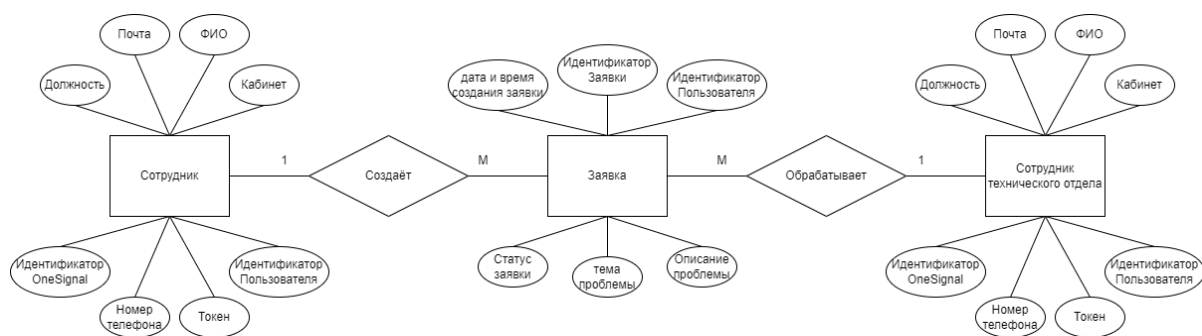 Почта
ФИО
Должность
Кабинет
Сотрудник
Идентификатор
OneSignal
Номер
телефона
Токен
Идентификатор
Пользователя
1
Создаёт
М
дата и время
создания заявки
Идентификатор
Заявки
Идентификатор
Пользователя
Заявка
Статус
заявки
тема
проблемы
Описание
проблемы
М
Обрабатывает
1
Почта
ФИО
Должность
Кабинет
Сотрудник
технического отдела
Идентификатор
OneSignal
Номер
телефона
Токен
Идентификатор
Пользователя